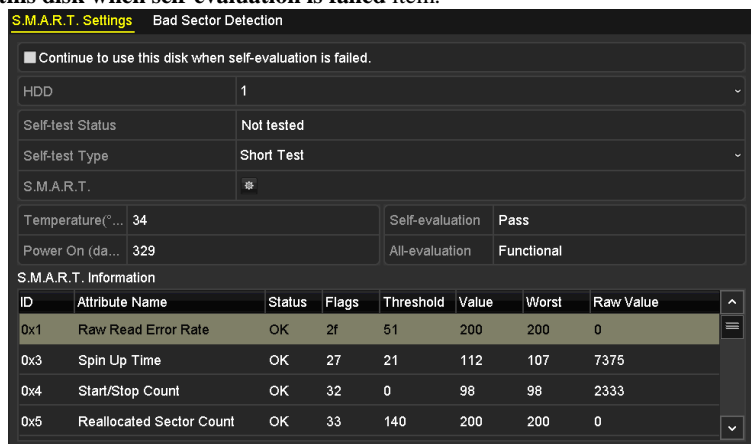 this disk when self-evaluation is failed item.
S.M.A.R.T. Settings Bad Sector Detection
Continue to use this disk when self-evaluation is failed.
HDD 1
Self-test Status Not tested
Self-test Type Short Test
S.M.A.R.T.
Temperature(°... 34 Self-evaluation Pass
Power On (da... 329 All-evaluation Functional
S.M.A.R.T. Information
ID Attribute Name Status Flags Threshold Value Worst Raw Value
0x1 Raw Read Error Rate OK 2f 51 200 200 0
0x3 Spin Up Time OK 27 21 112 107 7375
0x4 Start/Stop Count OK 32 0 98 98 2333
0x5 Reallocated Sector Count OK 33 140 200 200 0